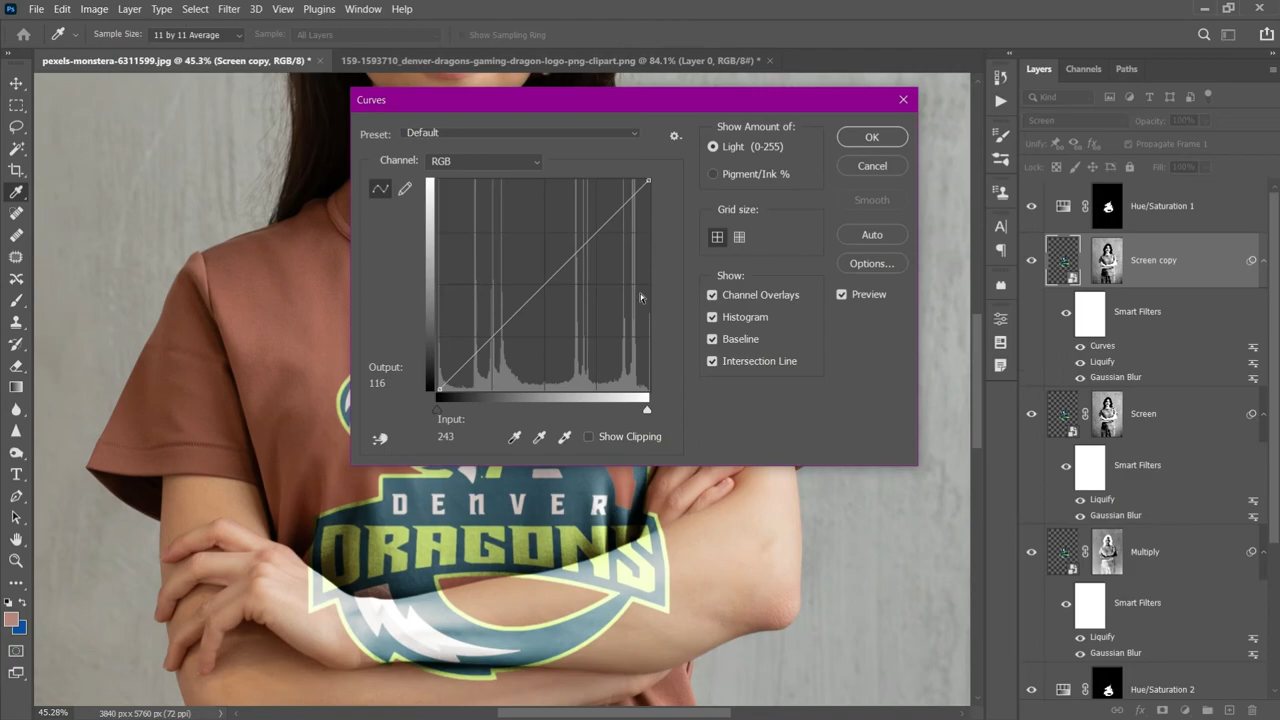 Ps File Edit Image Layer Type Select Filter 3D View Plugins Window Help
Sample Size: 11 by 11 Average Sample: All Layers Show Sampling Ring
pexels-monstera-6311599.jpg @ 45.3% (Screen copy, RGB/8) * × 159-1593710_denver-dragons-gaming-dragon-logo-png-clipart.png @ 84.1% (Layer 0, RGB/8#) * ×
Curves
Preset: Default
Channel: RGB
Output:
116
Input:
243
Show Clipping
Show Amount of:
Light (0-255)
Pigment/Ink %
Grid size:
Show:
Channel Overlays
Histogram
Baseline
Intersection Line
OK
Cancel
Smooth
Auto
Options...
Preview
DENVER
DRAGONS
Layers Channels Paths
Kind
Screen Opacity: 100%
Unify: Propagate Frame 1
Lock: Fill: 100%
Hue/Saturation 1
Screen copy
Smart Filters
Curves
Liquify
Gaussian Blur
Screen
Smart Filters
Liquify
Gaussian Blur
Multiply
Smart Filters
Liquify
Gaussian Blur
Hue/Saturation 2
45.28% 3840 px x 5760 px (72 ppi)